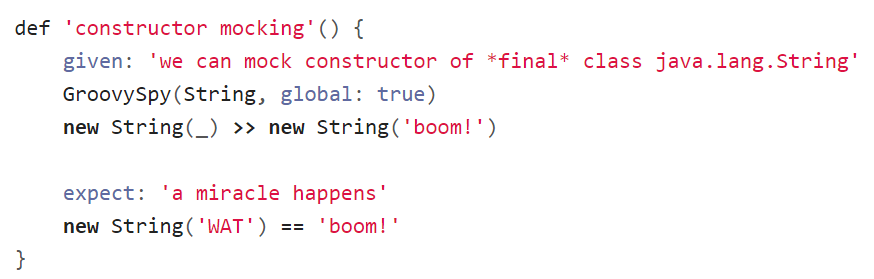 def 'constructor mocking'() {
    given: 'we can mock constructor of *final* class java.lang.String'
    GroovySpy(String, global: true)
    new String(_) >> new String('boom!')

    expect: 'a miracle happens'
    new String('WAT') == 'boom!'
}